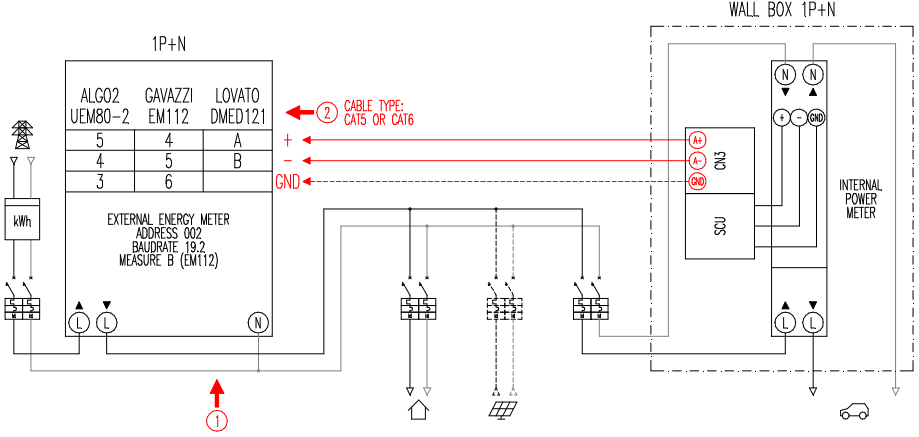 WALL BOX 1P+N
1P+N
ALGO2 GAVAZZI LOVATO
UEM80-2 EM112 DMED121
5 4 A +
4 5 B -
3 6 GND
2 CABLE TYPE:
CAT5 OR CAT6
A+
A-
GND
CN3
SCU
N N
+ - GND
INTERNAL
POWER
METER
kWh
EXTERNAL ENERGY METER
ADDRESS 002
BAUDRATE 19.2
MEASURE B (EM112)
L L N
L L
1